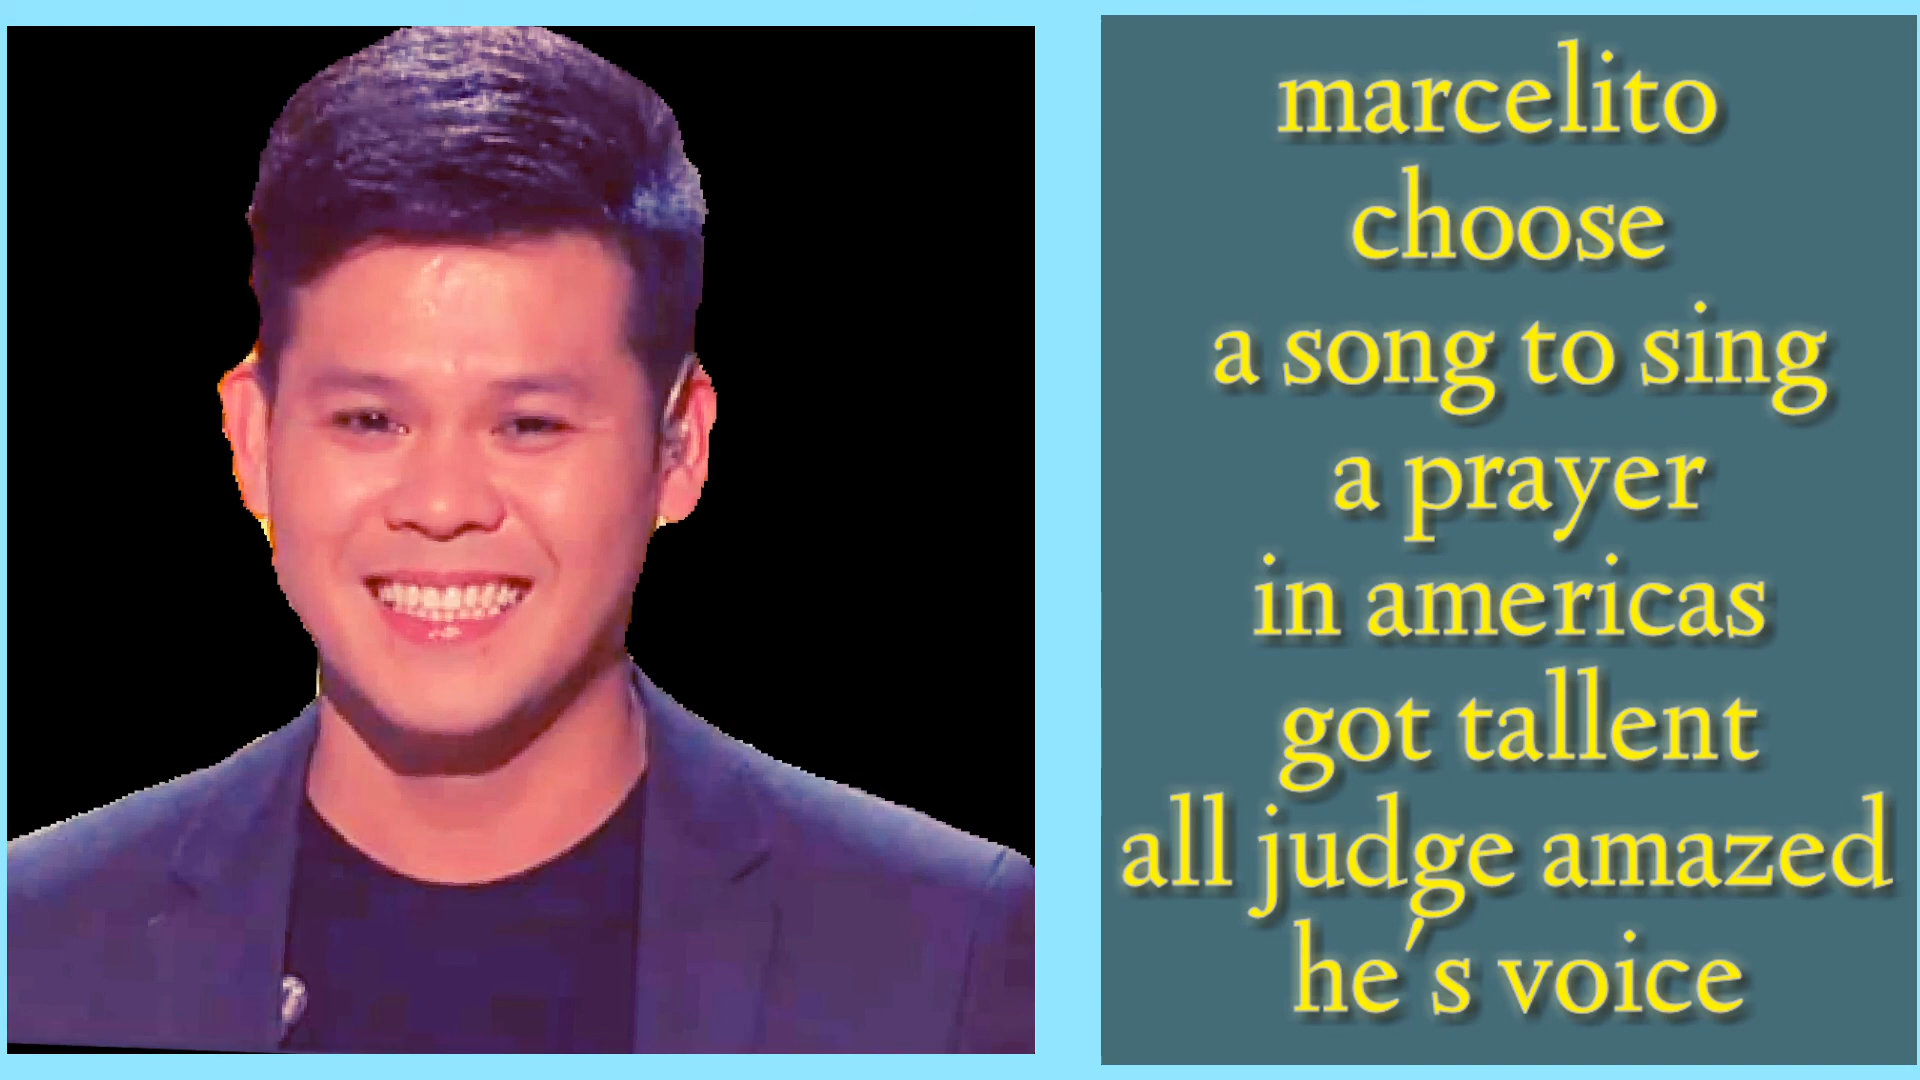 marcelito
choose
a song to sing
a prayer
in americas
got tallent
all judge amazed
he's voice